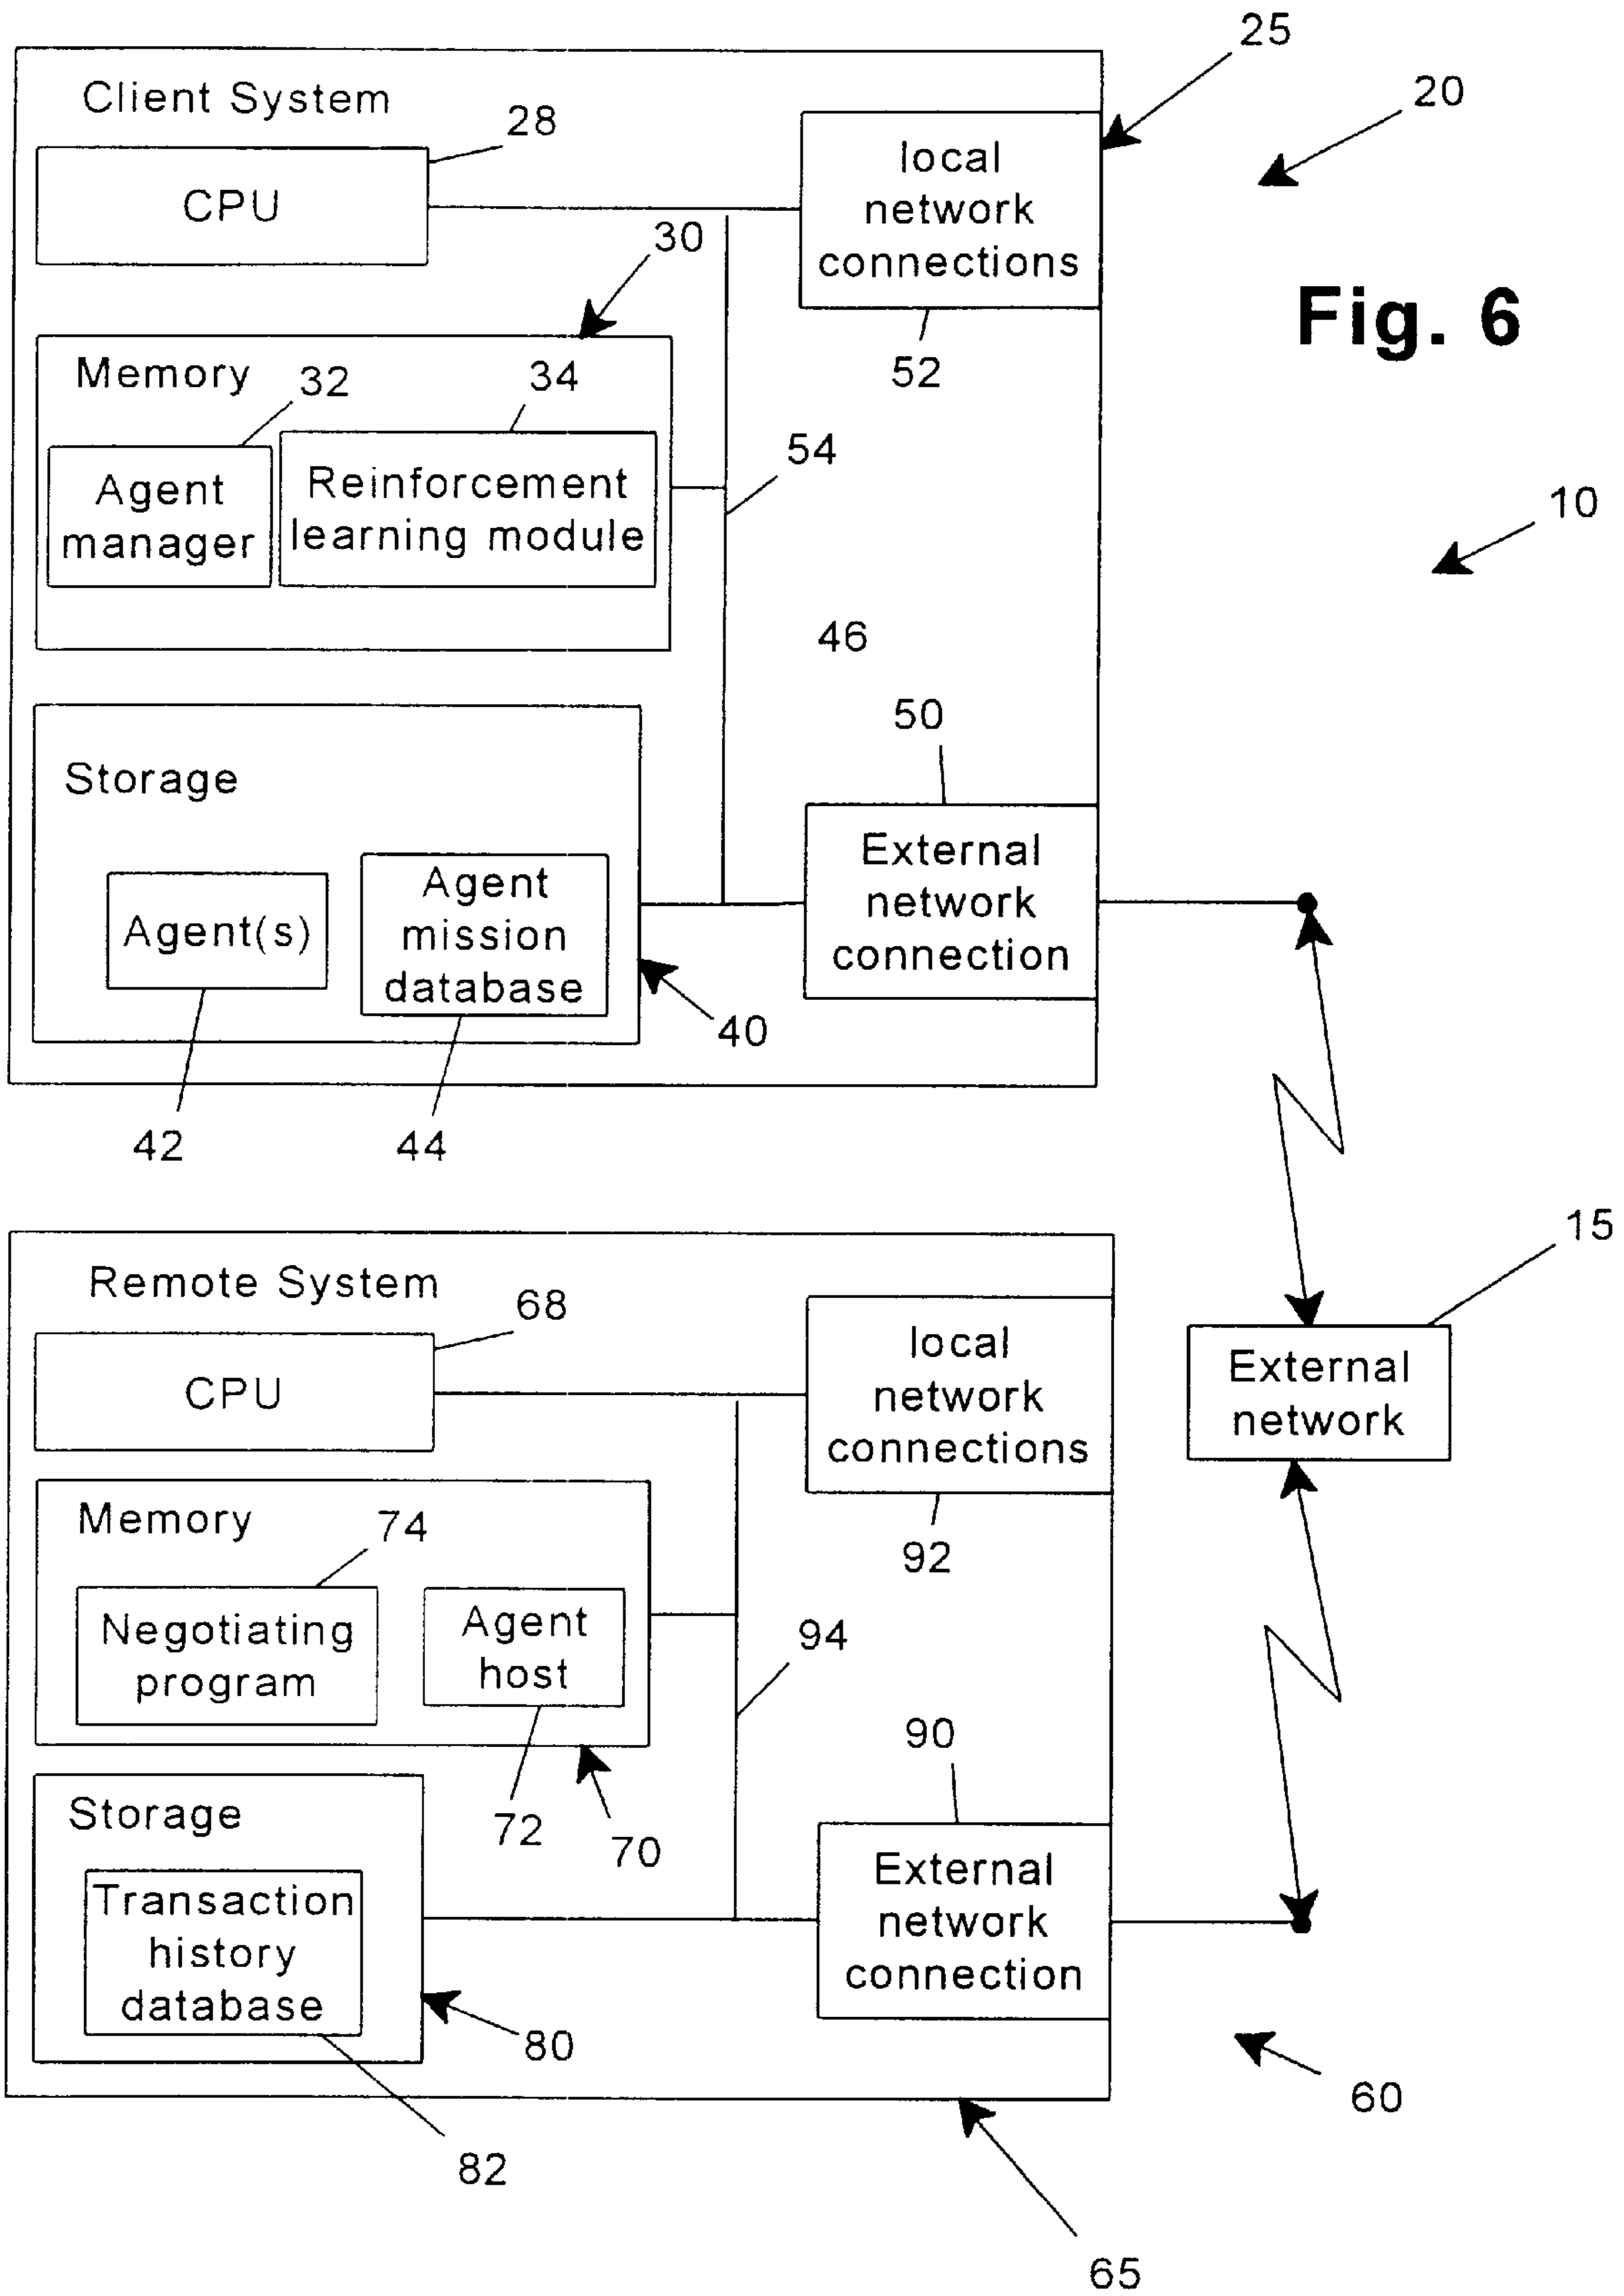 25
20
Client System
28
CPU
local
network
connections
30
Fig. 6
52
Memory
32
34
Agent
manager
Reinforcement
learning module
54
10
46
50
Storage
External
network
connection
Agent(s)
Agent
mission
database
40
42
44
15
Remote System
68
CPU
local
network
connections
External
network
Memory
74
92
Negotiating
program
Agent
host
94
90
72
70
Storage
External
network
connection
Transaction
history
database
80
60
82
65